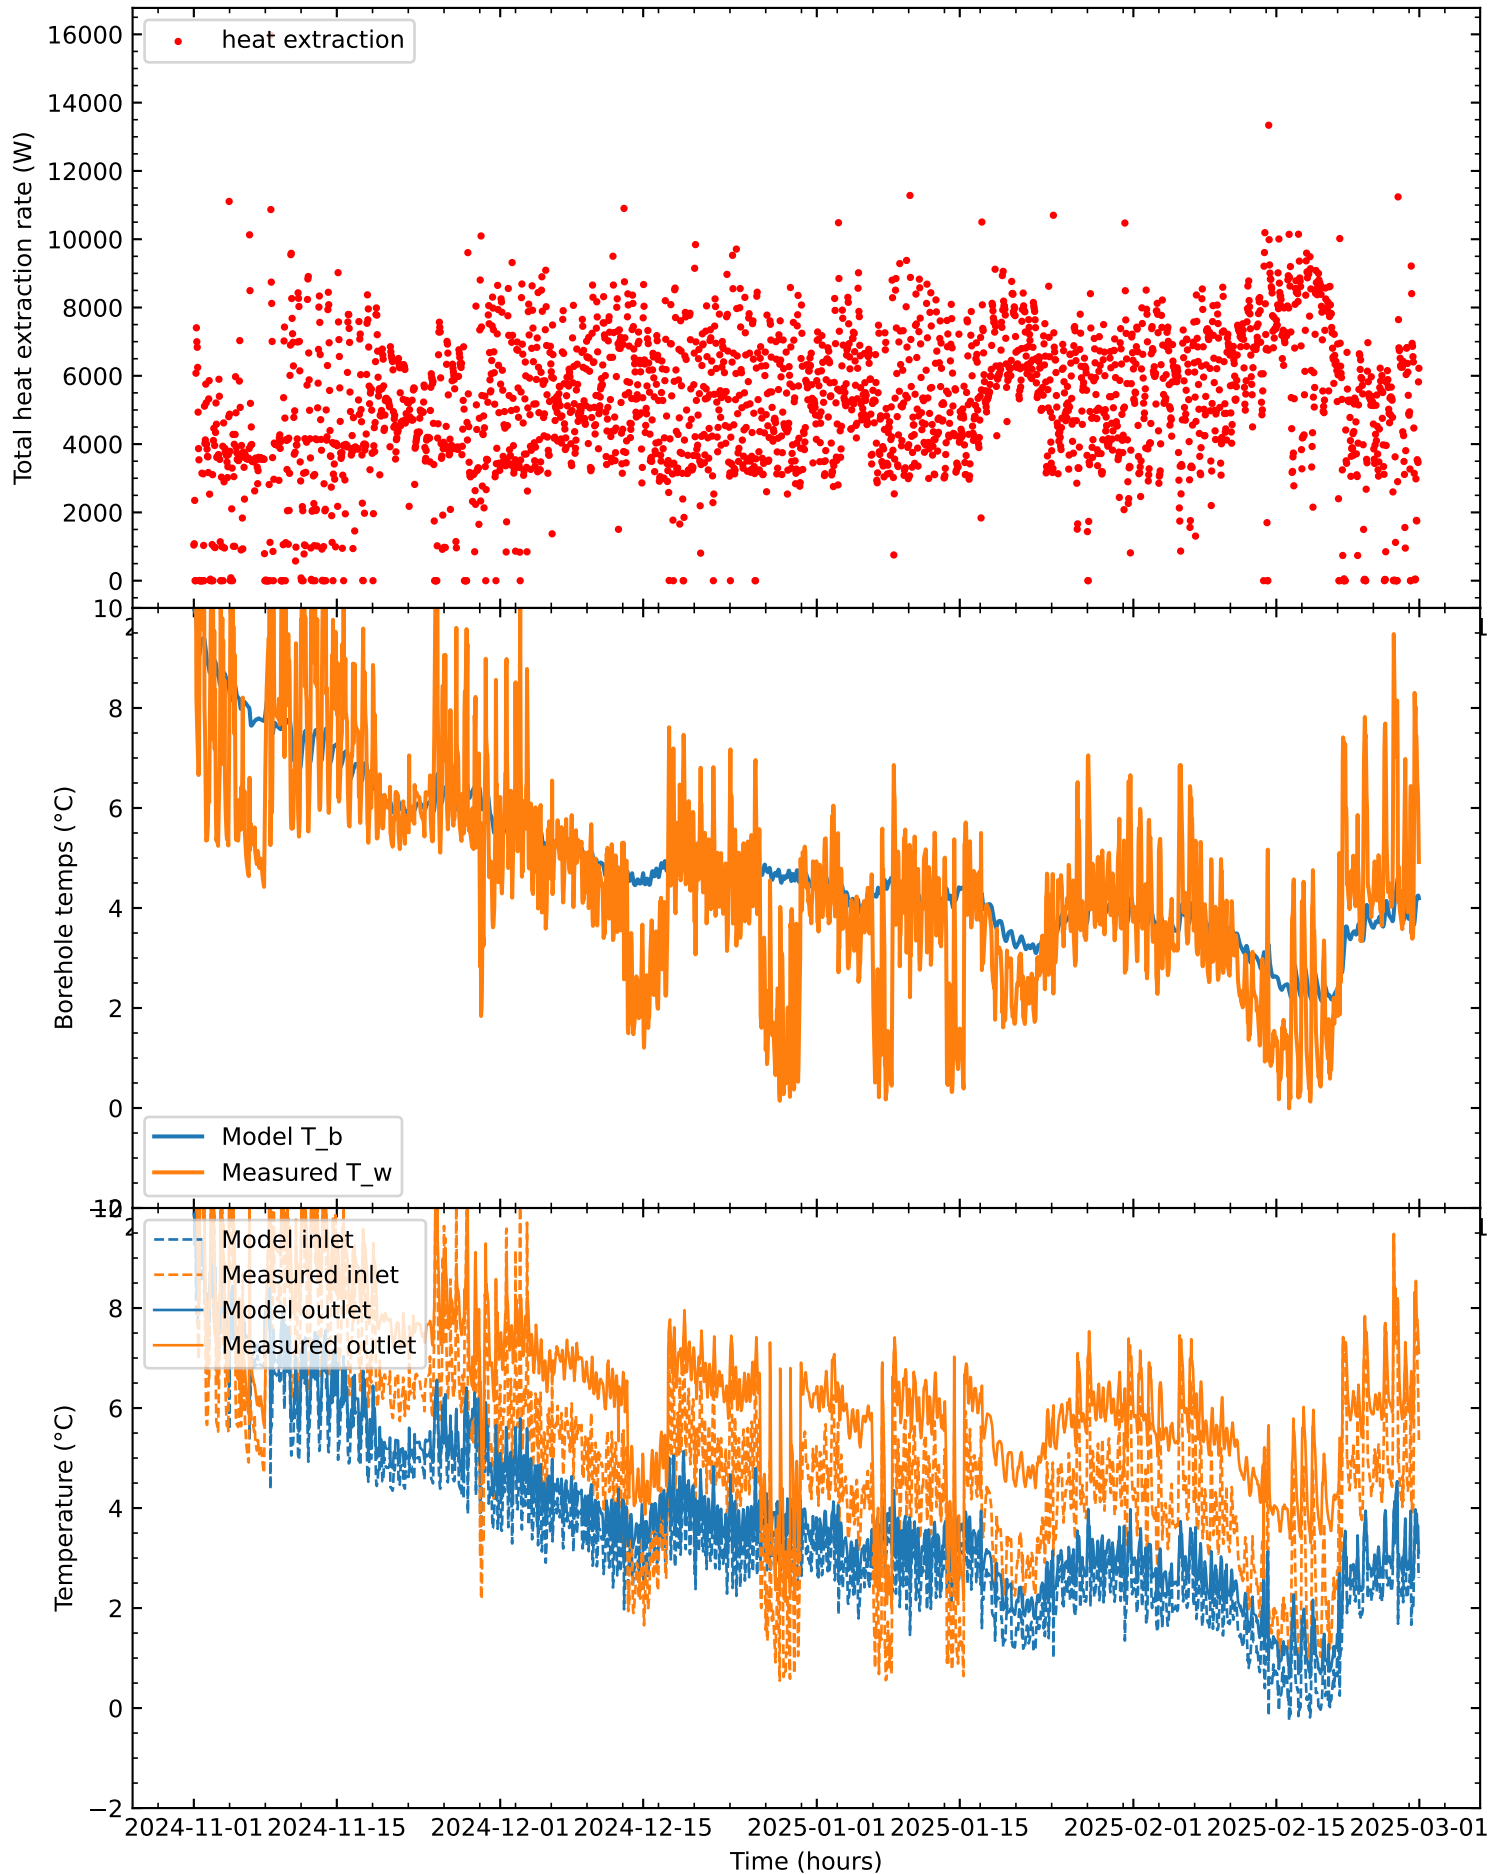 heat extraction
16000
14000
12000
10000
8000
6000
4000
2000
0
Total heat extraction rate (W)
10
8
6
4
2
0
Borehole temps (°C)
Model T_b
Measured T_w
10
8
6
4
2
0
−2
Temperature (°C)
Model inlet
Measured inlet
Model outlet
Measured outlet
2024-11-01 2024-11-15 2024-12-01 2024-12-15 2025-01-01 2025-01-15 2025-02-01 2025-02-15 2025-03-01
Time (hours)